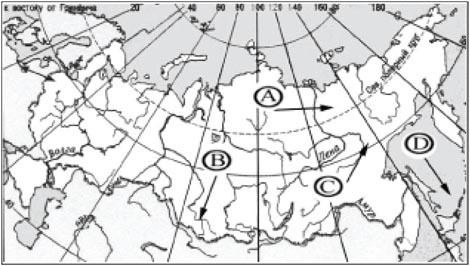 к востоку от Гринвича 20 40 60 80 100 120 140 160 180
Сев. полярный круг
A
D
Волга
B
Лена
C
Амур